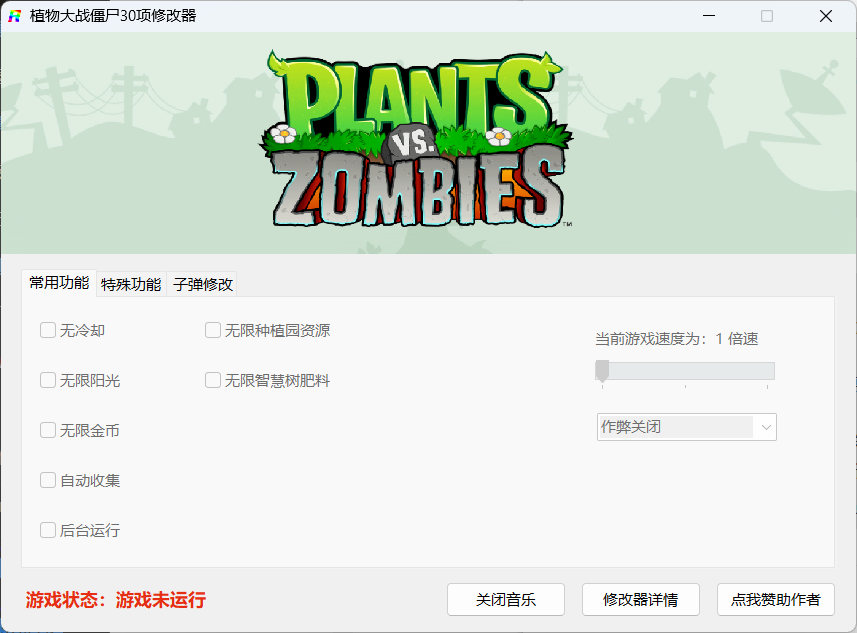 植物大战僵尸30项修改器
PLANTS
VS.
ZOMBIES
TM
常用功能 特殊功能 子弹修改
无冷却 无限种植园资源
当前游戏速度为：1 倍速
无限阳光 无限智慧树肥料
无限金币
作弊关闭
自动收集
后台运行
游戏状态：游戏未运行
关闭音乐 修改器详情 点我赞助作者